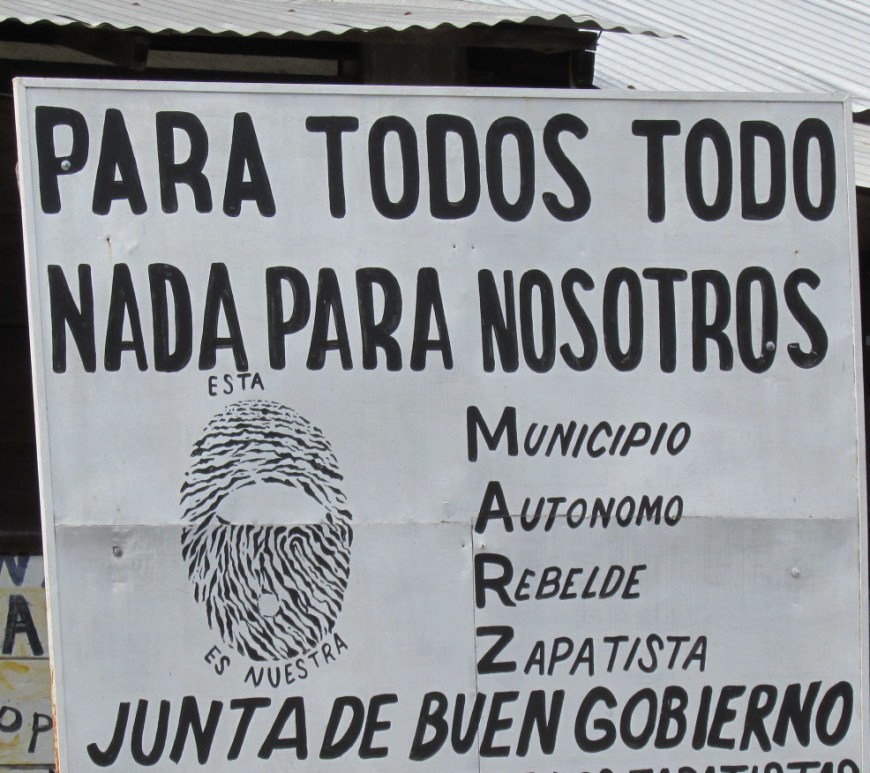 PARA TODOS TODO
NADA PARA NOSOTROS
ESTA
ES NUESTRA
MUNICIPIO
AUTONOMO
REBELDE
ZAPATISTA
JUNTA DE BUEN GOBIERNO